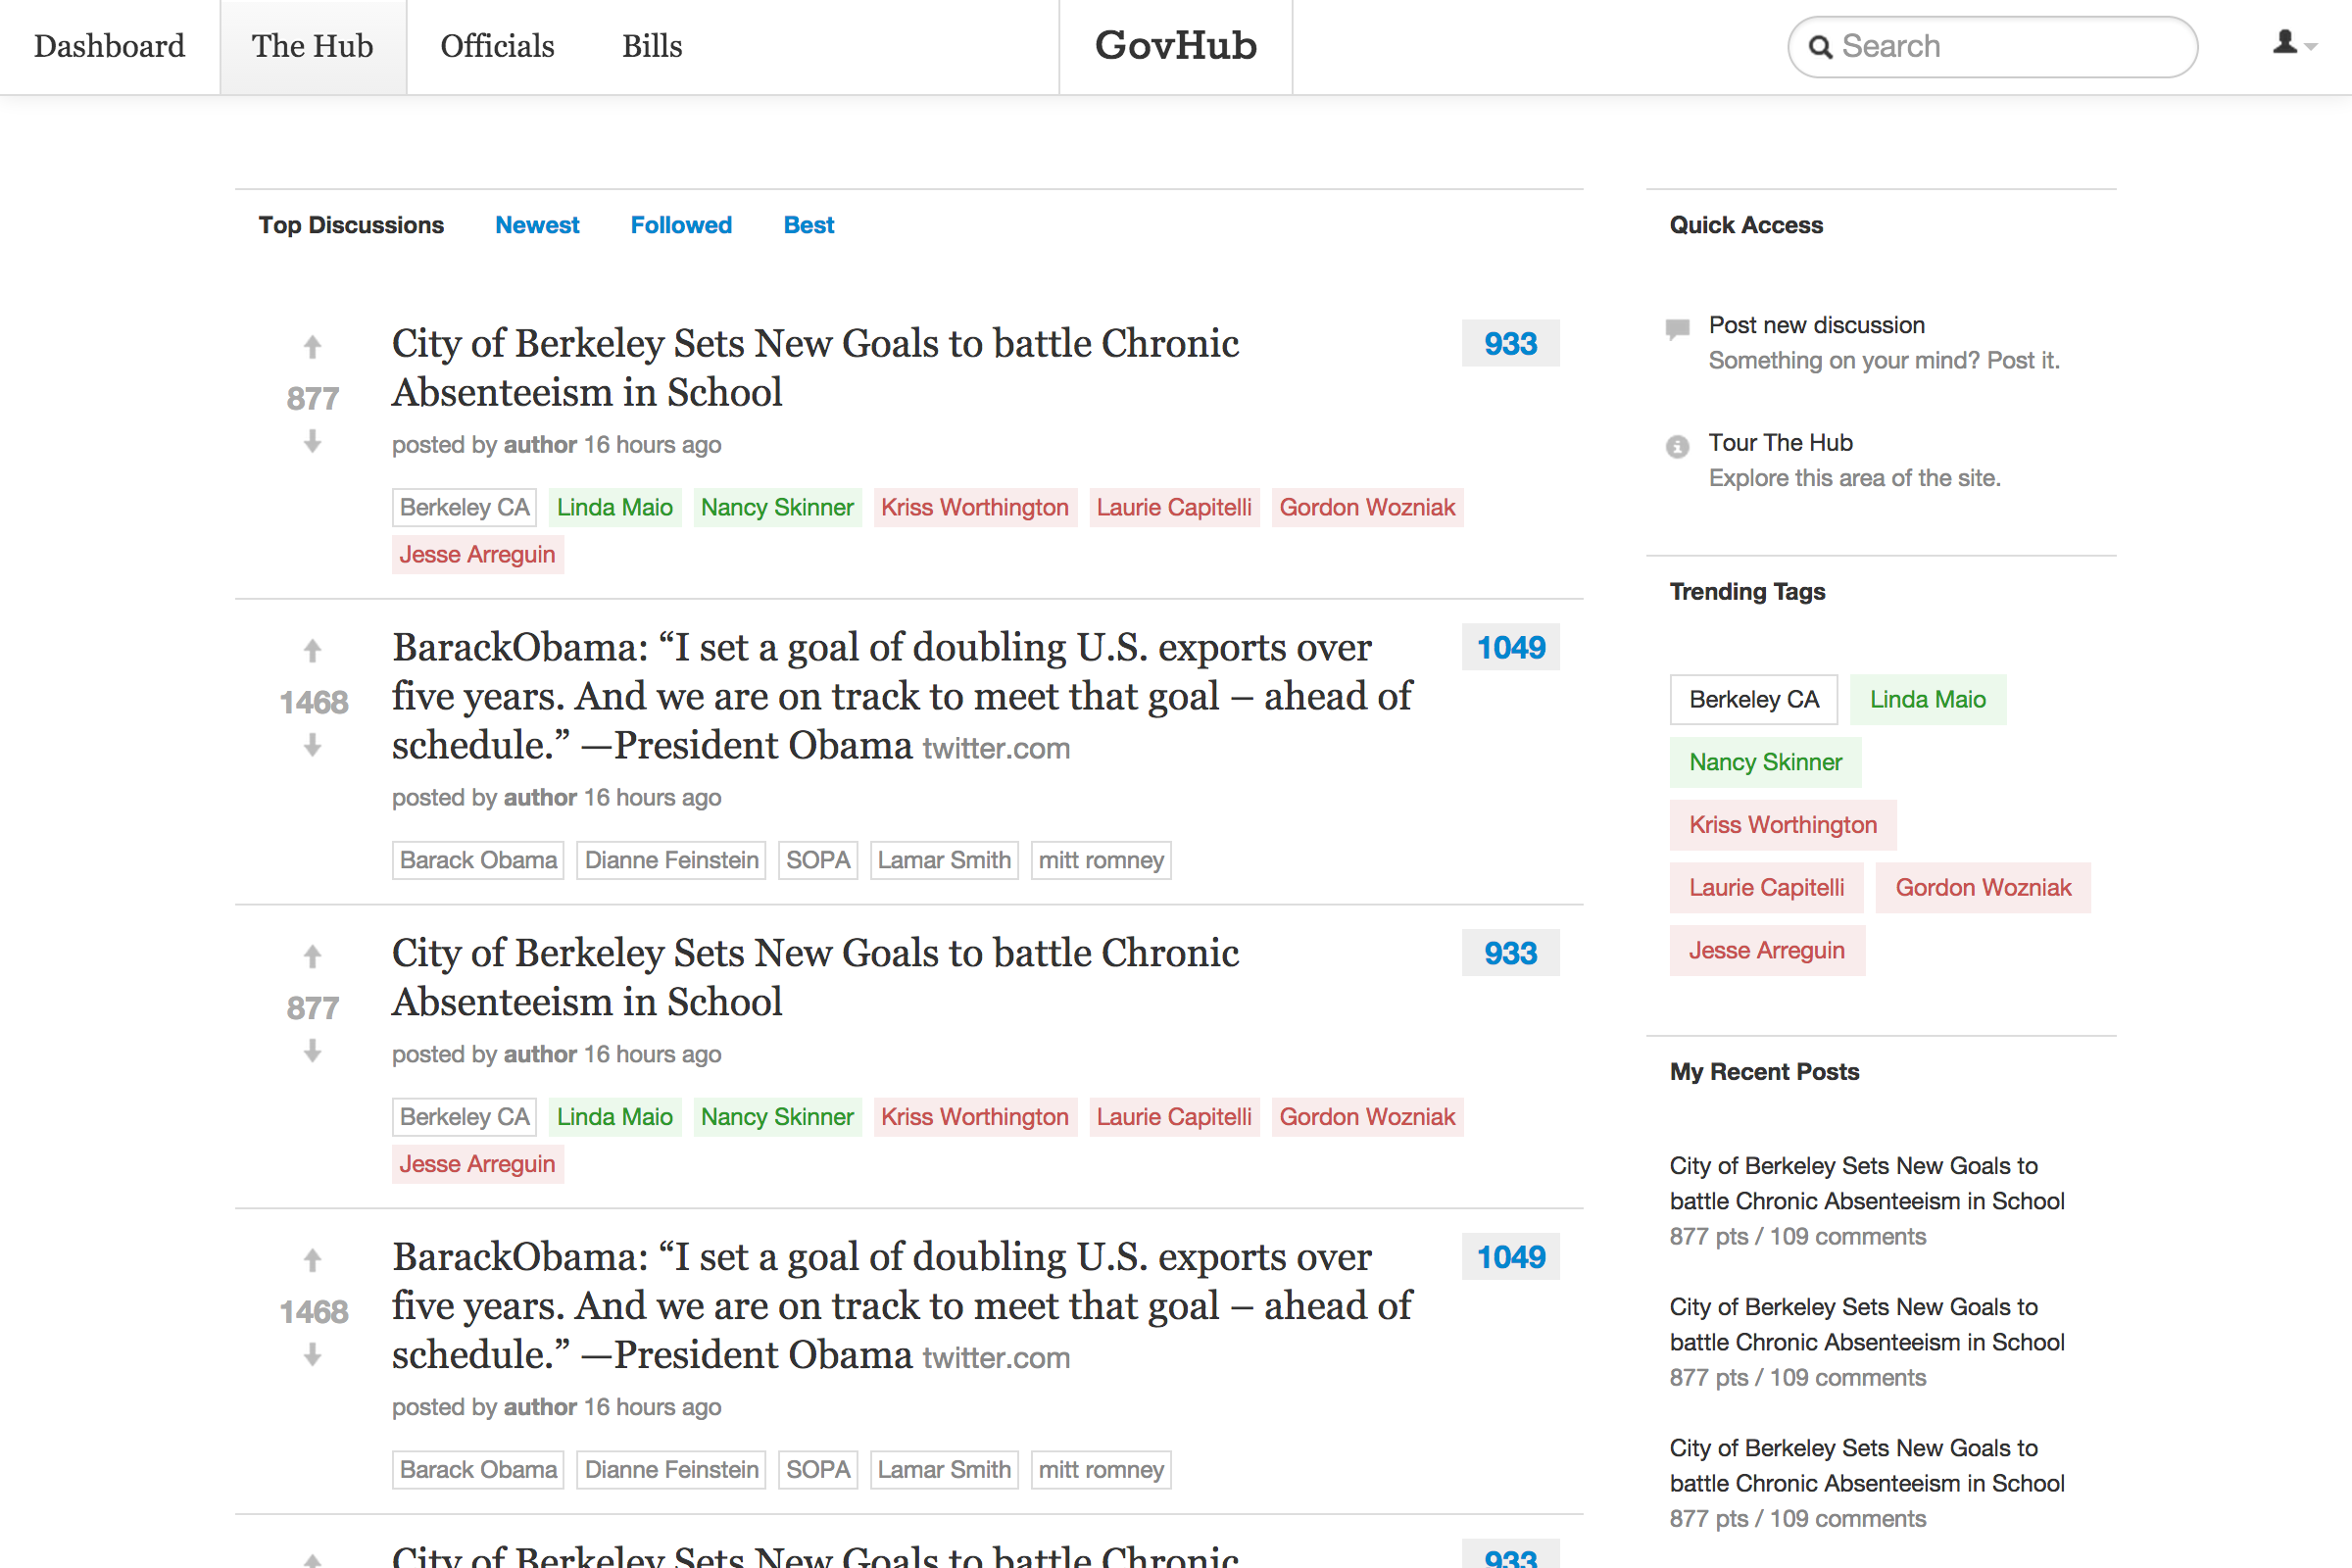 Dashboard
The Hub
Officials
Bills
GovHub
Search
Top Discussions
Newest
Followed
Best
877
City of Berkeley Sets New Goals to battle Chronic
Absenteeism in School
933
posted by author 16 hours ago
Berkeley CA
Linda Maio
Nancy Skinner
Kriss Worthington
Laurie Capitelli
Gordon Wozniak
Jesse Arreguin
1468
BarackObama: “I set a goal of doubling U.S. exports over
five years. And we are on track to meet that goal – ahead of
schedule.” —President Obama twitter.com
1049
posted by author 16 hours ago
Barack Obama
Dianne Feinstein
SOPA
Lamar Smith
mitt romney
877
City of Berkeley Sets New Goals to battle Chronic
Absenteeism in School
933
posted by author 16 hours ago
Berkeley CA
Linda Maio
Nancy Skinner
Kriss Worthington
Laurie Capitelli
Gordon Wozniak
Jesse Arreguin
1468
BarackObama: “I set a goal of doubling U.S. exports over
five years. And we are on track to meet that goal – ahead of
schedule.” —President Obama twitter.com
1049
posted by author 16 hours ago
Barack Obama
Dianne Feinstein
SOPA
Lamar Smith
mitt romney
City of Berkeley Sets New Goals to battle Chronic
933
Quick Access
Post new discussion
Something on your mind? Post it.
Tour The Hub
Explore this area of the site.
Trending Tags
Berkeley CA
Linda Maio
Nancy Skinner
Kriss Worthington
Laurie Capitelli
Gordon Wozniak
Jesse Arreguin
My Recent Posts
City of Berkeley Sets New Goals to
battle Chronic Absenteeism in School
877 pts / 109 comments
City of Berkeley Sets New Goals to
battle Chronic Absenteeism in School
877 pts / 109 comments
City of Berkeley Sets New Goals to
battle Chronic Absenteeism in School
877 pts / 109 comments